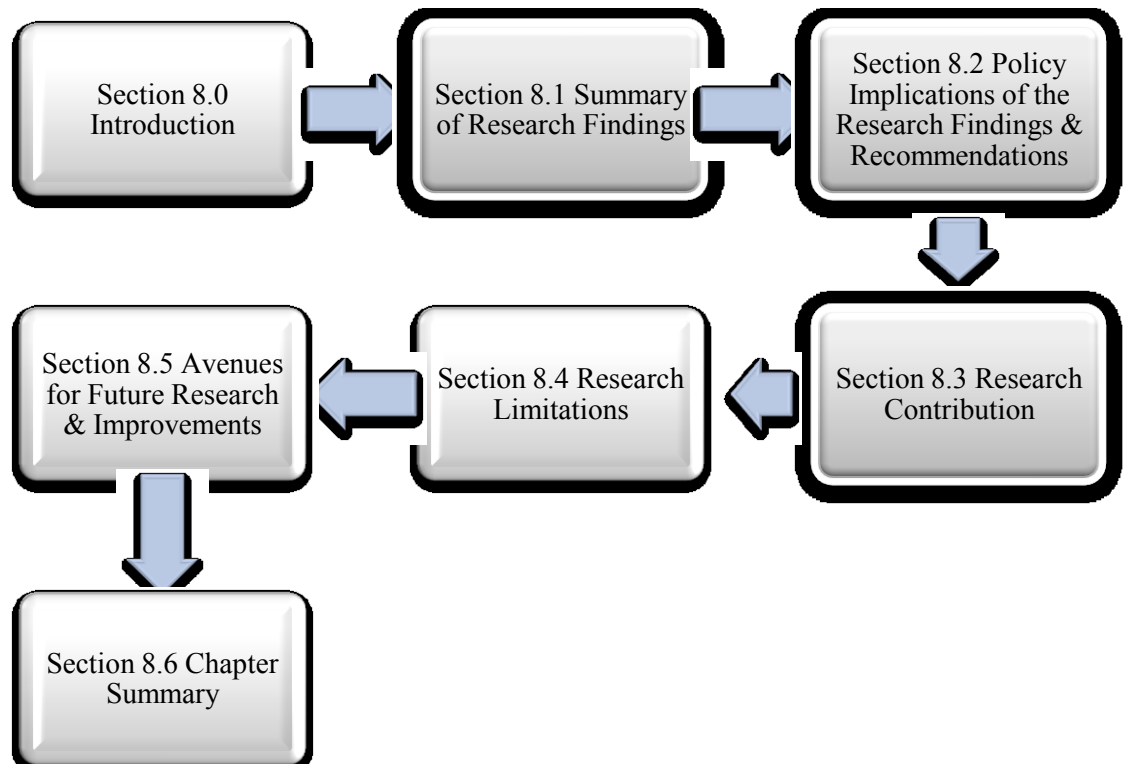 Section 8.0
Introduction
Section 8.1 Summary
of Research Findings
Section 8.2 Policy
Implications of the
Research Findings &
Recommendations
Section 8.3 Research
Contribution
Section 8.4 Research
Limitations
Section 8.5 Avenues
for Future Research
& Improvements
Section 8.6 Chapter
Summary